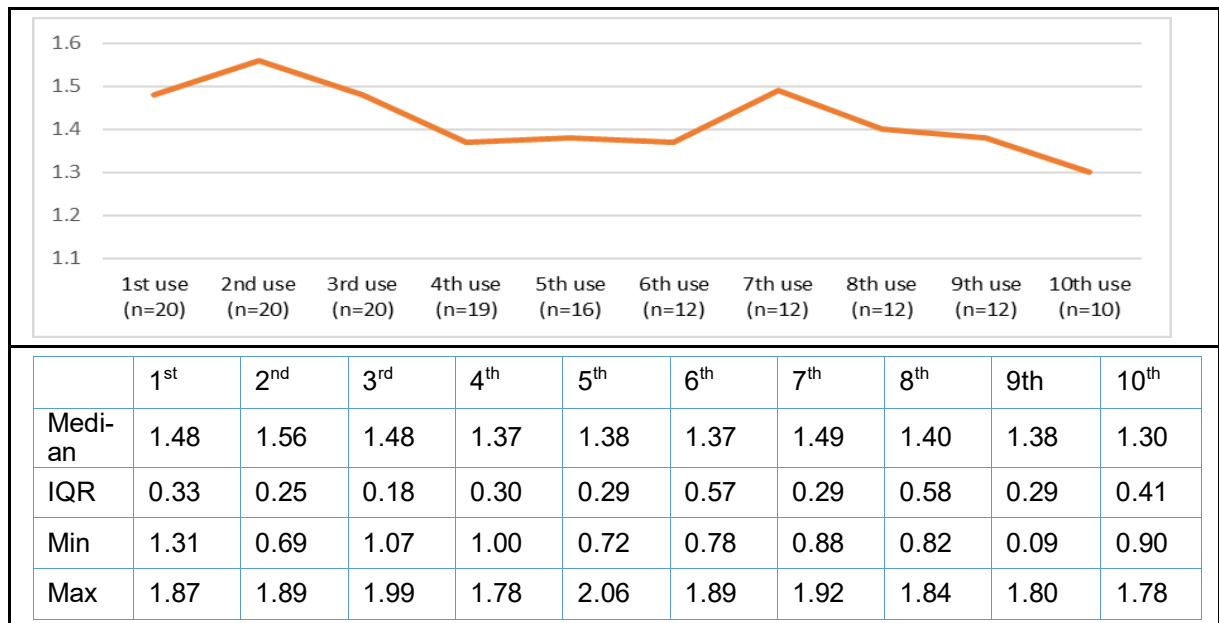 1.6
1.5
1.4
1.3
1.2
1.1
1st use 2nd use 3rd use 4th use 5th use 6th use 7th use 8th use 9th use 10th use
(n=20) (n=20) (n=20) (n=19) (n=16) (n=12) (n=12) (n=12) (n=12) (n=10)
1st 2nd 3rd 4th 5th 6th 7th 8th 9th 10th
Medi-
an 1.48 1.56 1.48 1.37 1.38 1.37 1.49 1.40 1.38 1.30
IQR 0.33 0.25 0.18 0.30 0.29 0.57 0.29 0.58 0.29 0.41
Min 1.31 0.69 1.07 1.00 0.72 0.78 0.88 0.82 0.09 0.90
Max 1.87 1.89 1.99 1.78 2.06 1.89 1.92 1.84 1.80 1.78